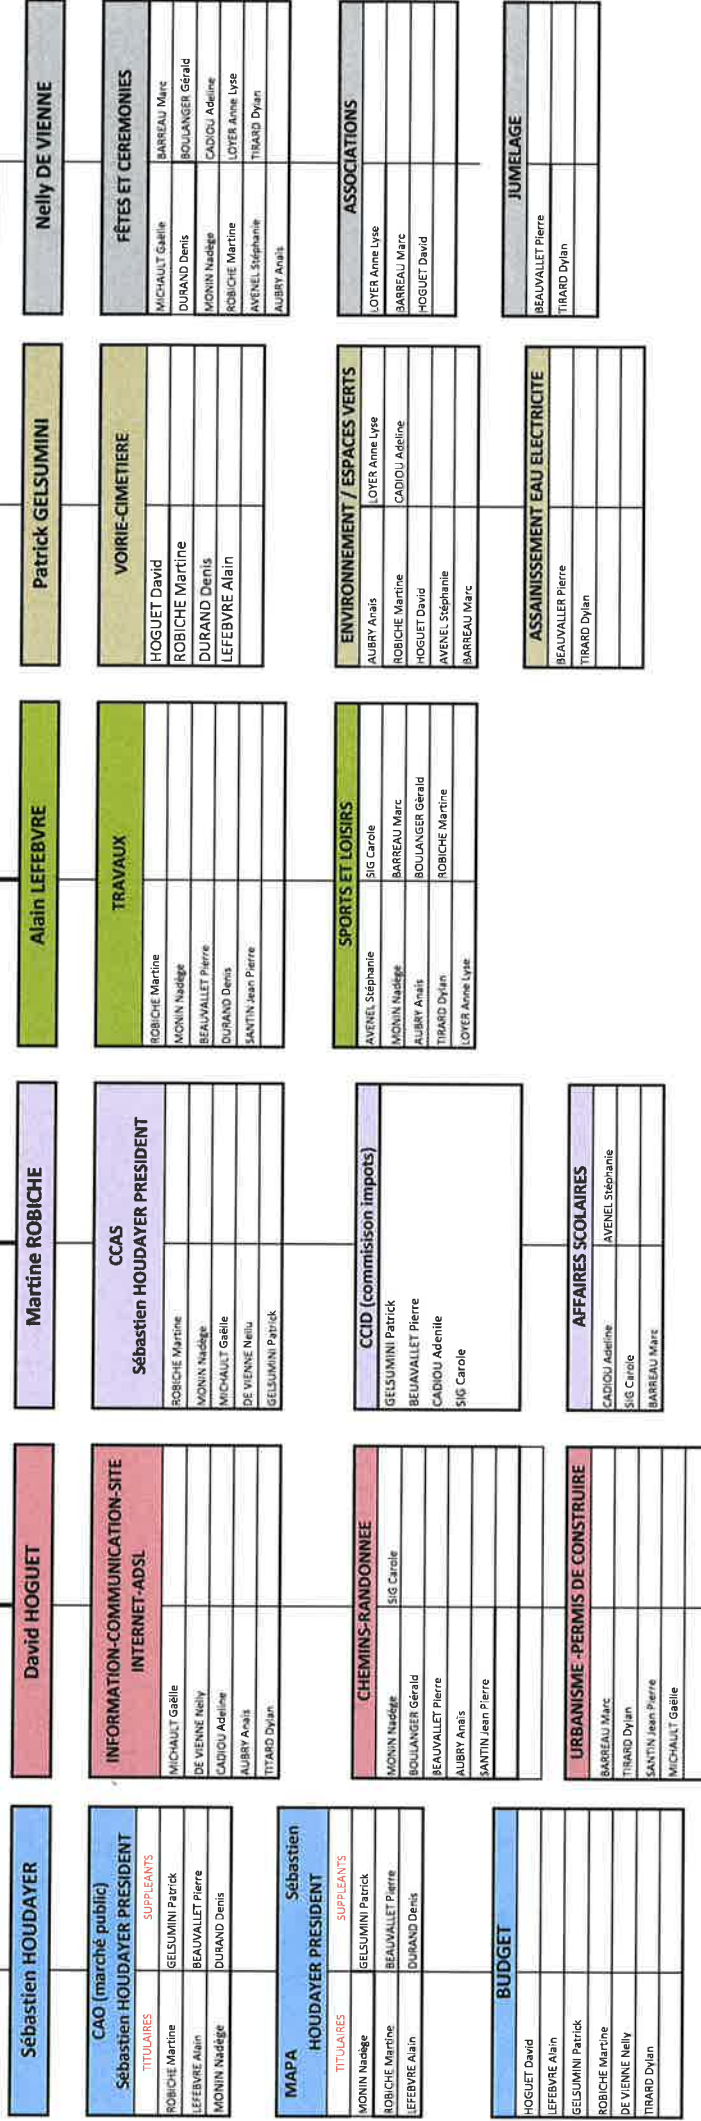 Sébastien HOUDAYER
CAO (marché public)
Sébastien HOUDAYER PRESIDENT
TITULAIRES SUPPLEANTS
ROBICHE Martine GELSUMINI Patrick
LEFEBVRE Alain BEAUVALLET Pierre
MONIN Nadège DURAND Denis
MAPA Sébastien
HOUDAYER PRESIDENT
TITULAIRES SUPPLEANTS
MONIN Nadège GELSUMINI Patrick
ROBICHE Martine BEAUVALLET Pierre
LEFEBVRE Alain DURAND Denis
BUDGET
HOGUET David
LEFEBVRE Alain
GELSUMINI Patrick
ROBICHE Martine
DE VIENNE Nelly
TIRARD Dylan
David HOGUET
INFORMATION-COMMUNICATION-SITE
INTERNET-ADSL
MICHAULT Gaëlle
DE VIENNE Nelly
CADIOU Adeline
AUBRY Anais
TITARD Dylan
CHEMINS-RANDONNEE
MONIN Nadège SIG Carole
BOULANGER Gérald
BEAUVALLET Pierre
AUBRY Anais
SANTIN Jean Pierre
URBANISME -PERMIS DE CONSTRUIRE
BARREAU Marc
TIRARD Dylan
SANTIN Jean Pierre
MICHAULT Gaëlle
Martine ROBICHE
CCAS
Sébastien HOUDAYER PRESIDENT
ROBICHE Martine
MONIN Nadège
MICHAULT Gaëlle
DE VIENNE Nellu
GELSUMINI Patrick
CCID (commisison impots)
GELSUMINI Patrick
BEUAVALLET Pierre
CADIOU Adenile
SIG Carole
AFFAIRES SCOLAIRES
CADIOU Adeline AVENEL Stéphanie
SIG Carole
BARREAU Marc
Alain LEFEBVRE
TRAVAUX
ROBICHE Martine
MONIN Nadège
BEAUVALLET Pierre
DURAND Denis
SANTIN Jean Pierre
SPORTS ET LOISIRS
AVENEL Stéphanie SIG Carole
MONIN Nadège BARREAU Marc
AUBRY Anais BOULANGER Gérald
TIRARD Dylan ROBICHE Martine
LOYER Anne Lyse
Patrick GELSUMINI
VOIRIE-CIMETIERE
HOGUET David
ROBICHE Martine
DURAND Denis
LEFEBVRE Alain
ENVIRONNEMENT / ESPACES VERTS
AUBRY Anais LOYER Anne Lyse
ROBICHE Martine CADIOU Adeline
HOGUET David
AVENEL Stéphanie
BARREAU Marc
ASSAINISSEMENT EAU ELECTRICITE
BEAUVALLER Pierre
TIRARD Dylan
Nelly DE VIENNE
FÊTES ET CEREMONIES
MICHAULT Gaëlle BARREAU Marc
DURAND Denis BOULANGER Gérald
MONIN Nadège CADIOU Adeline
ROBICHE Martine LOYER Anne Lyse
AVENEL Stéphanie TIRARD Dylan
AUBRY Anais
ASSOCIATIONS
LOYER Anne Lyse
BARREAU Marc
HOGUET David
JUMELAGE
BEAUVALLET Pierre
TIRARD Dylan